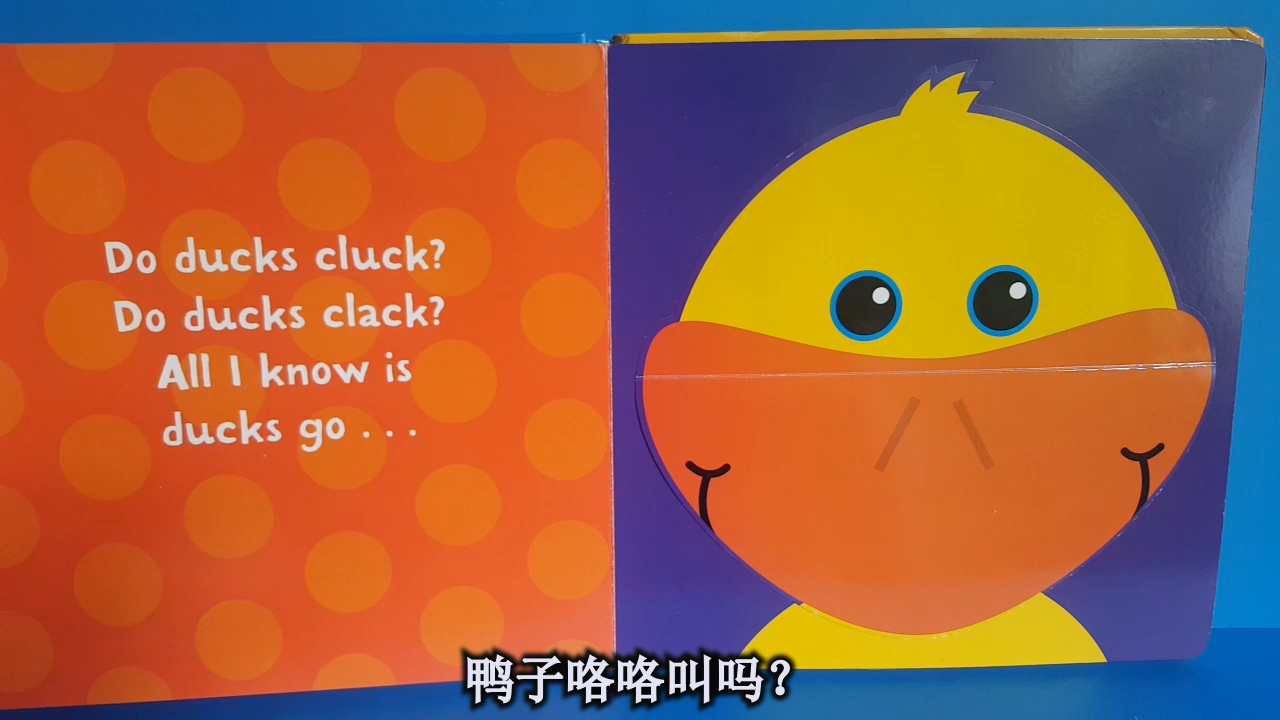 Do ducks cluck?
Do ducks clack?
All I know is
ducks go . . .
鸭子咯咯叫吗？